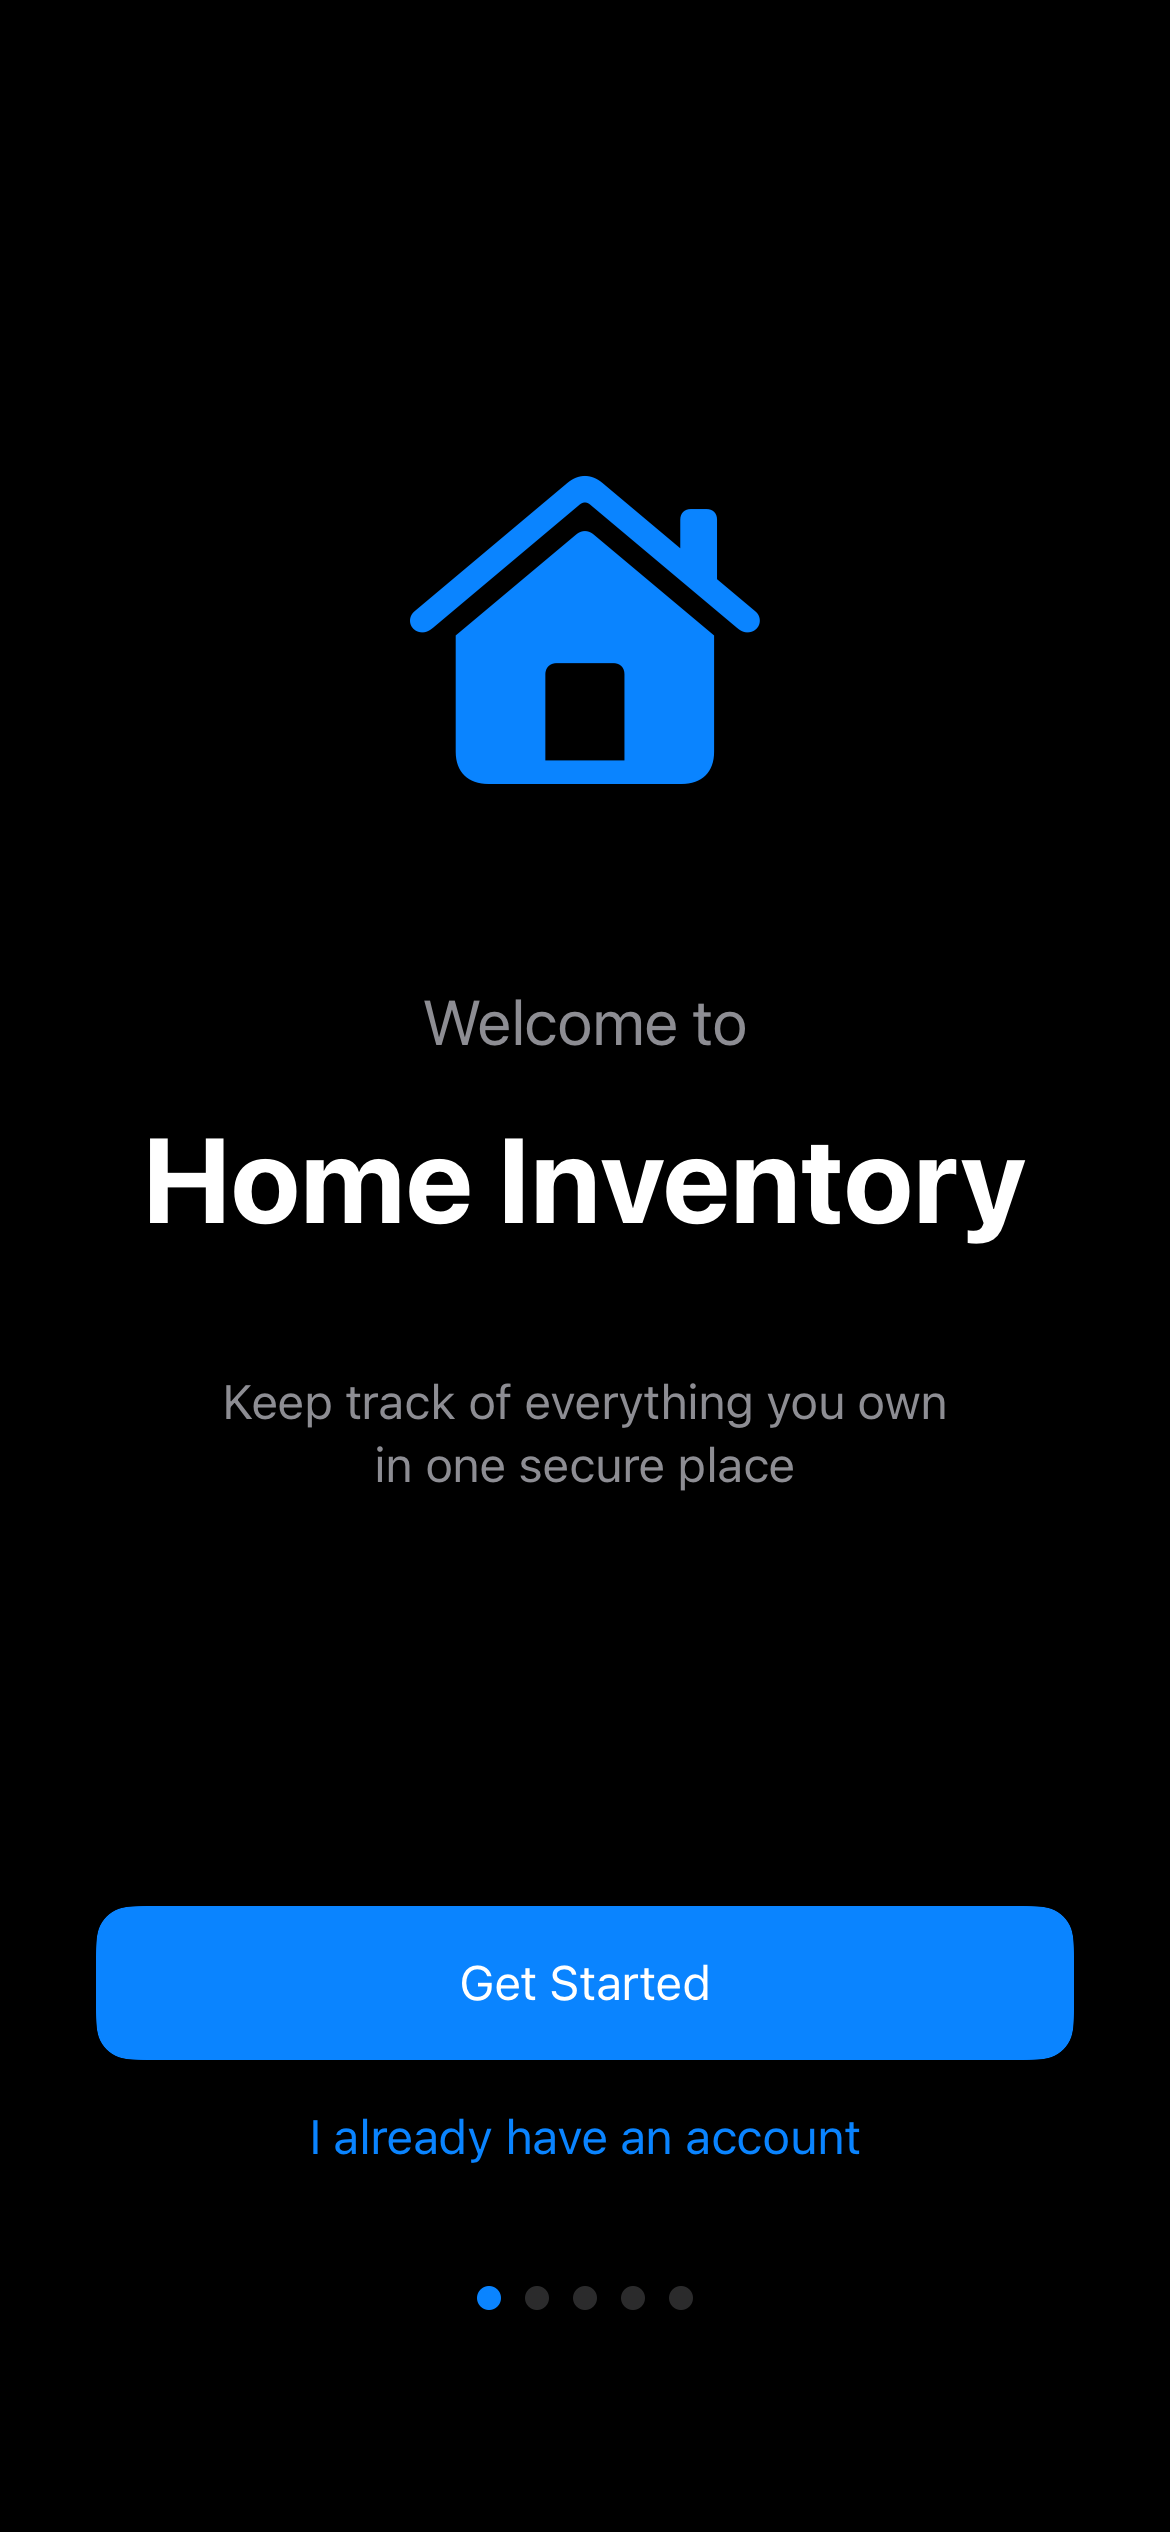 Welcome to
Home Inventory
Keep track of everything you own
in one secure place
Get Started
I already have an account